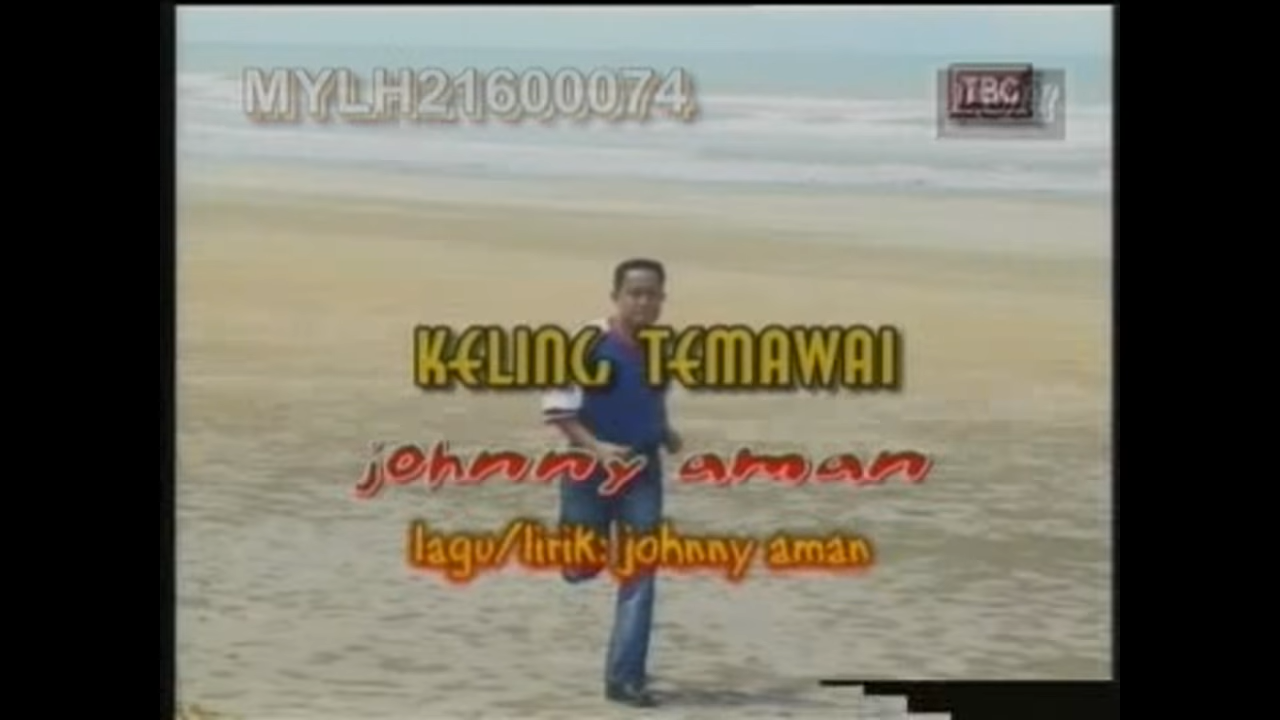 MYLH21600074
TBC
KELING TEMAWAI
johnny aman
lagu/lirik: johnny aman